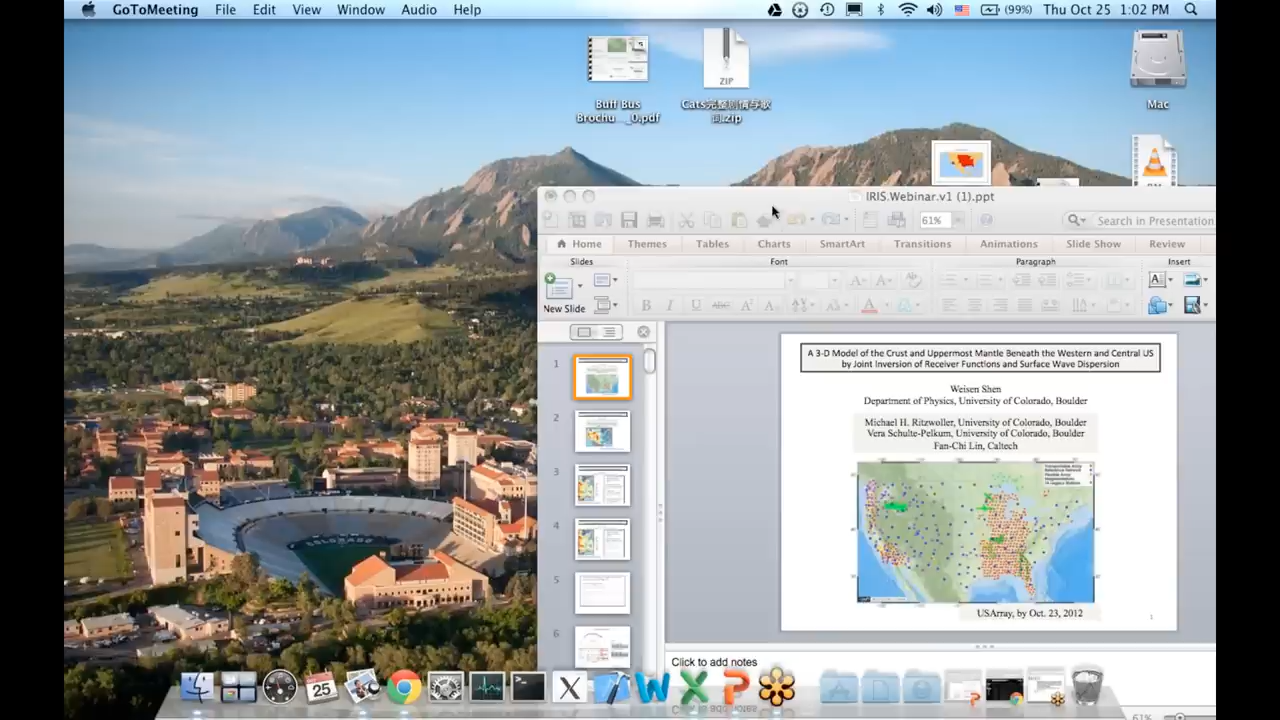 GoToMeeting File Edit View Window Audio Help
(99%) Thu Oct 25 1:02 PM
Buff Bus
Brochu..._0.pdf
ZIP
Cats完整剧情与歌
词.zip
Mac
IRIS.Webinar.v1 (1).ppt
61%
Search in Presentation
Home Themes Tables Charts SmartArt Transitions Animations Slide Show Review
Slides Font Paragraph Insert
New Slide
B I U ABC A A
1
2
3
4
5
6
A 3-D Model of the Crust and Uppermost Mantle Beneath the Western and Central US
by Joint Inversion of Receiver Functions and Surface Wave Dispersion
Weisen Shen
Department of Physics, University of Colorado, Boulder
Michael H. Ritzwoller, University of Colorado, Boulder
Vera Schulte-Pelkum, University of Colorado, Boulder
Fan-Chi Lin, Caltech
USArray, by Oct. 23, 2012
1
Click to add notes
25
61%